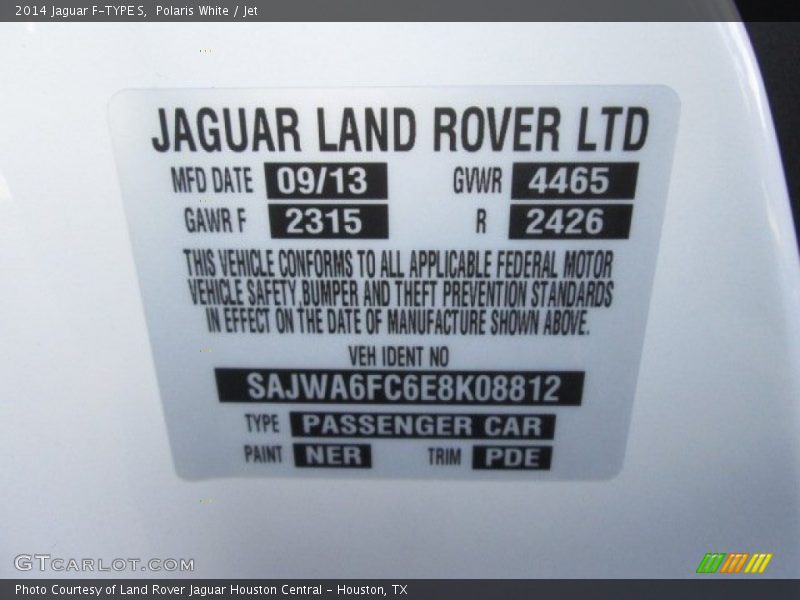 2014 Jaguar F-TYPE S,  Polaris White / Jet
JAGUAR LAND ROVER LTD
MFD DATE 09/13 GVWR 4465
GAWR F 2315 R 2426
THIS VEHICLE CONFORMS TO ALL APPLICABLE FEDERAL MOTOR
VEHICLE SAFETY,BUMPER AND THEFT PREVENTION STANDARDS
IN EFFECT ON THE DATE OF MANUFACTURE SHOWN ABOVE.
VEH IDENT NO
SAJWA6FC6E8K08812
TYPE PASSENGER CAR
PAINT NER TRIM PDE
GTCARLOT.COM
Photo Courtesy of Land Rover Jaguar Houston Central - Houston, TX